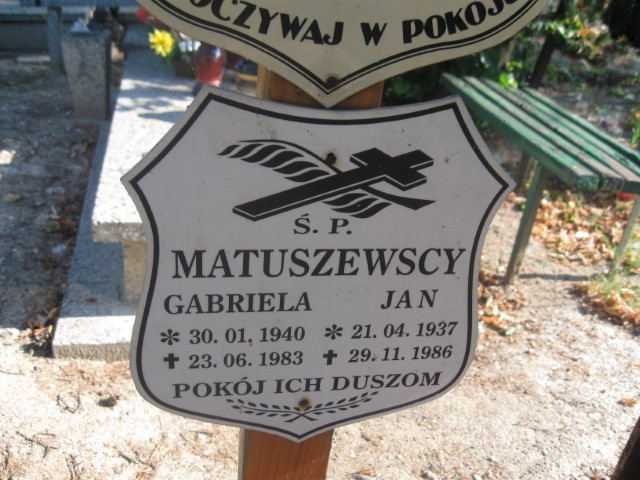 SPOCZYWAJ W POKOJU
Ś. P.
MATUSZEWSCY
GABRIELA JAN
* 30. 01. 1940 * 21. 04. 1937
✝ 23. 06. 1983 ✝ 29. 11. 1986
POKÓJ ICH DUSZOM